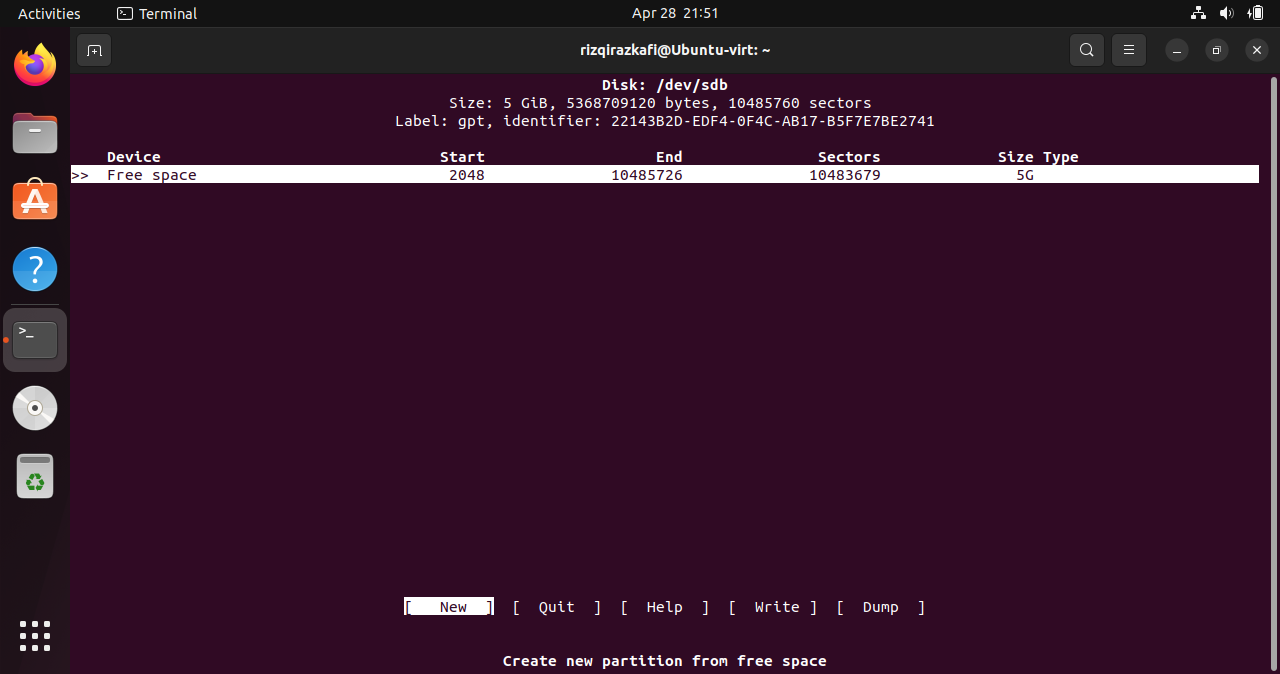 Activities Terminal Apr 28 21:51
rizqirazkafi@Ubuntu-virt: ~
Disk: /dev/sdb
Size: 5 GiB, 5368709120 bytes, 10485760 sectors
Label: gpt, identifier: 22143B2D-EDF4-0F4C-AB17-B5F7E7BE2741
Device Start End Sectors Size Type
>> Free space 2048 10485726 10483679 5G
[ New ] [ Quit ] [ Help ] [ Write ] [ Dump ]
Create new partition from free space